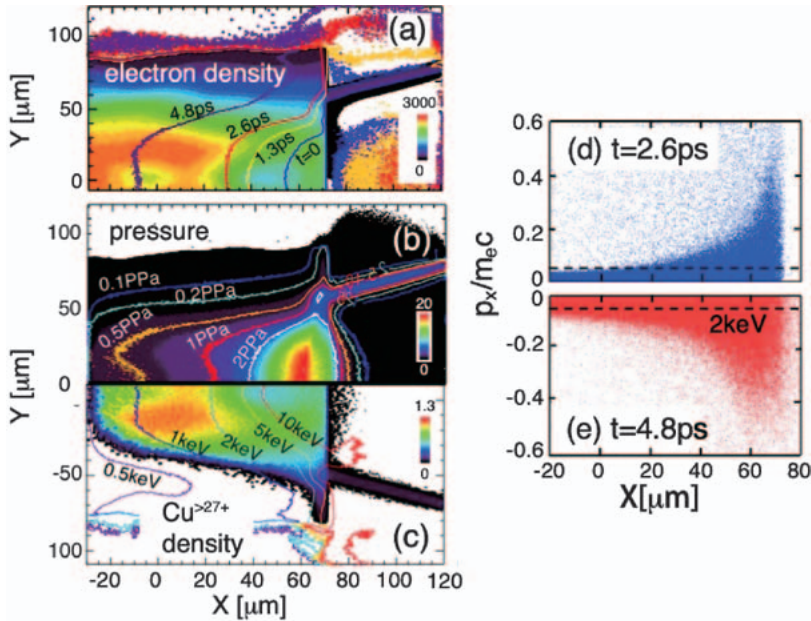 (a)
electron density
4.8ps
2.6ps
1.3ps
t=0
3000
0
Y [μm]
100
50
0
(b)
pressure
0.1PPa
0.2PPa
0.5PPa
1PPa
2PPa
20
0
Y [μm]
100
50
0
1.3
0
10keV
5keV
2keV
1keV
0.5keV
-50
100
Cu>27+
density
(c)
-20 0 20 40 60 80 100 120
X [μm]
(d) t=2.6ps
0.6
0.4
0.2
0
px/mec
0
-0.2
-0.4
-0.6
2keV
(e) t=4.8ps
-20 0 20 40 60 80
X[μm]